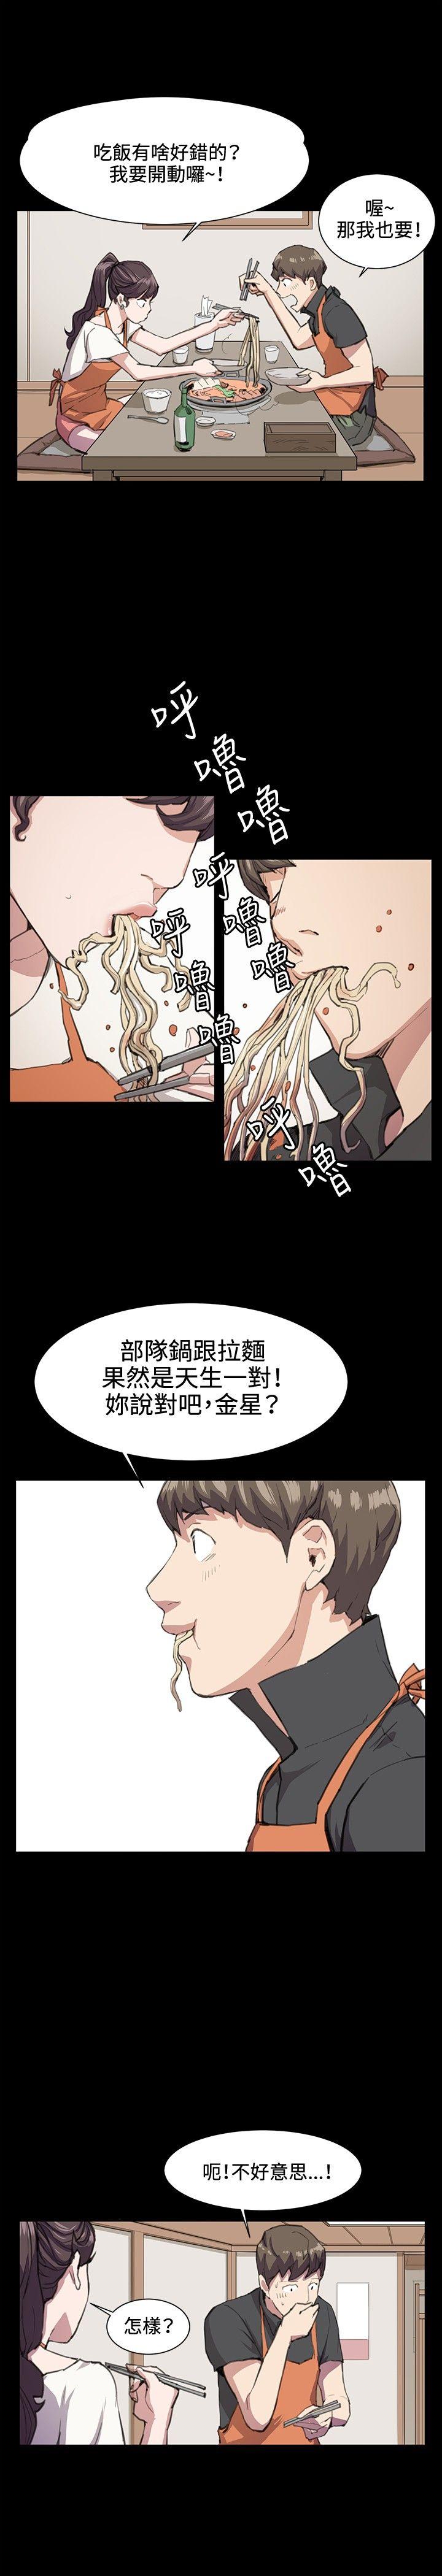 吃飯有啥好錯的?
我要開動囉~!
喔~
那我也要!
呼
嚕
嚕
呼
嚕
嚕
呼
嚕
嚕
呼
嚕
部隊鍋跟拉麵
果然是天生一對!
妳說對吧,金星?
呃!不好意思...!
怎樣?